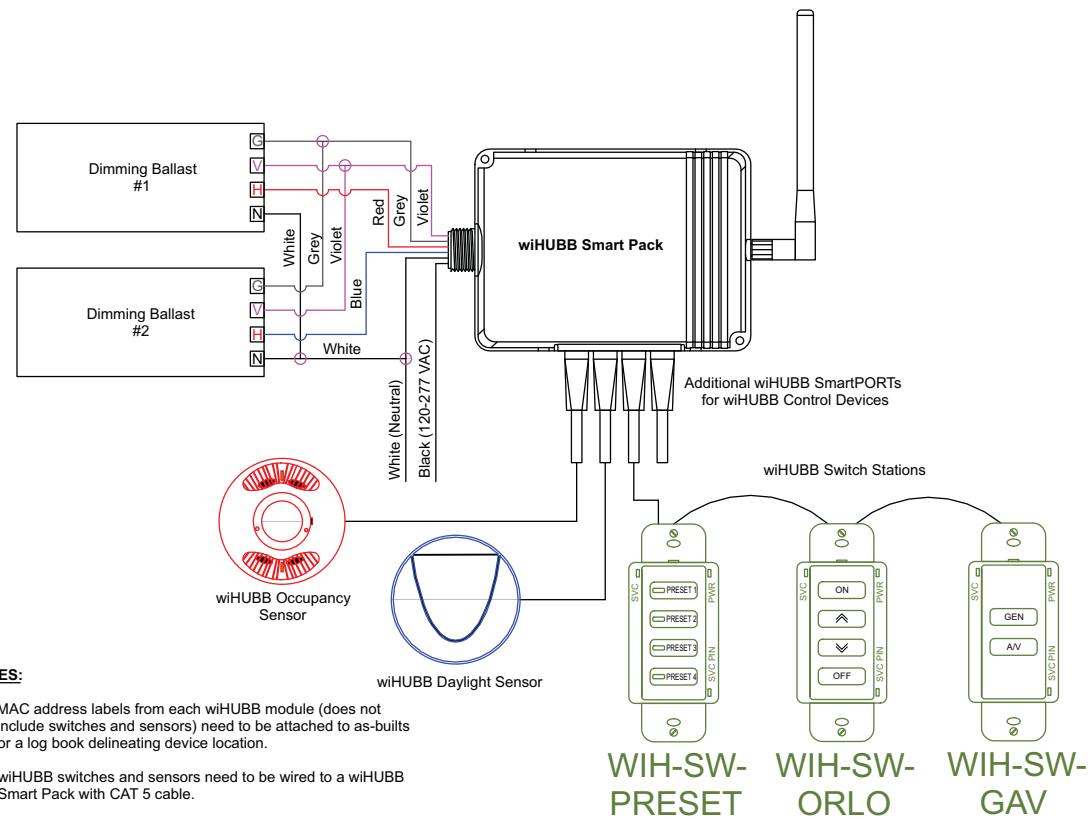 Dimming Ballast
#1
G
V
H
N
Dimming Ballast
#2
G
V
H
N
White
Grey
Violet
Blue
Red
Grey
Violet
White
White (Neutral)
Black (120-277 VAC)
wiHUBB Smart Pack
Additional wiHUBB SmartPORTs
for wiHUBB Control Devices
wiHUBB Switch Stations
wiHUBB Occupancy
Sensor
wiHUBB Daylight Sensor
SVC
PWR
PRESET 1
PRESET 2
PRESET 3
PRESET 4
SVC PIN
SVC
PWR
ON
OFF
SVC PIN
SVC
PWR
GEN
A/V
SVC PIN
WIH-SW-
PRESET
WIH-SW-
ORLO
WIH-SW-
GAV
ES:
MAC address labels from each wiHUBB module (does not
include switches and sensors) need to be attached to as-builts
or a log book delineating device location.
wiHUBB switches and sensors need to be wired to a wiHUBB
Smart Pack with CAT 5 cable.